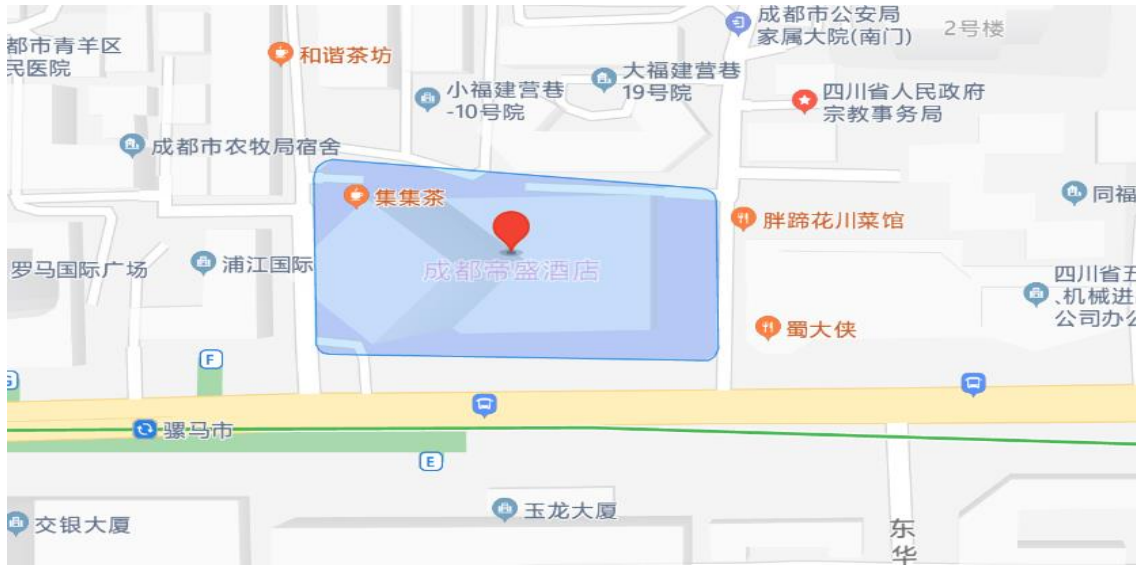 成都市公安局
家属大院(南门)
2号楼
都市青羊区
民医院
和谐茶坊
大福建营巷
19号院
小福建营巷
-10号院
四川省人民政府
宗教事务局
成都市农牧局宿舍
集集茶
同福
胖蹄花川菜馆
罗马国际广场
浦江国际
成都帝盛酒店
四川省五
、机械进
公司办公
蜀大侠
F
G
骡马市
E
交银大厦
玉龙大厦
东
华